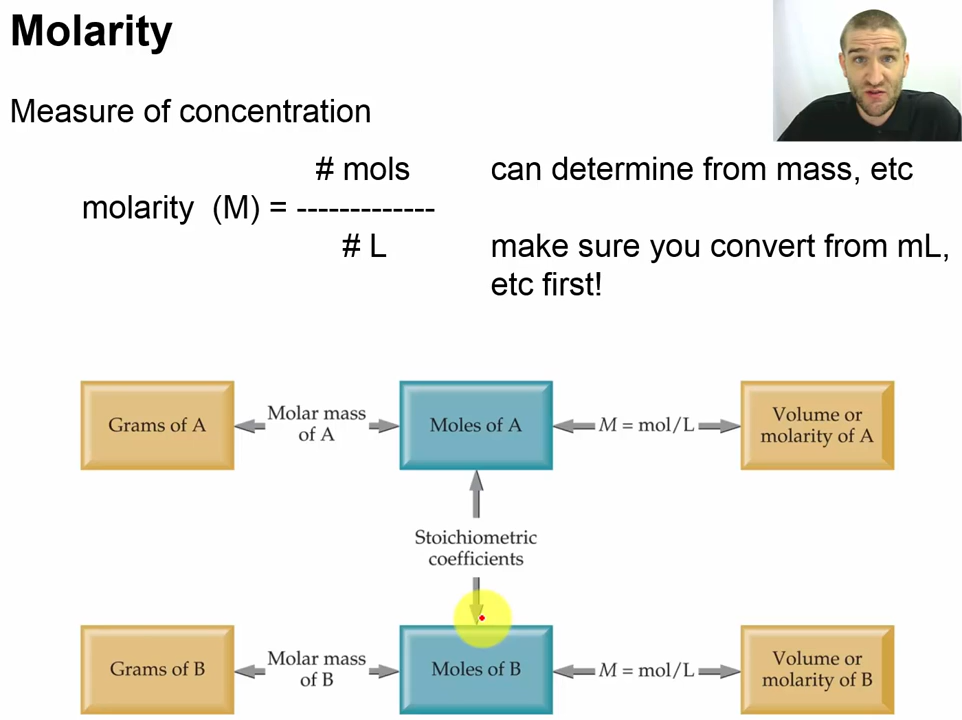 Molarity
Measure of concentration
# mols can determine from mass, etc
molarity (M) = -------------
# L make sure you convert from mL,
etc first!
Grams of A
Molar mass
of A
Moles of A
M = mol/L
Volume or
molarity of A
Stoichiometric
coefficients
Grams of B
Molar mass
of B
Moles of B
M = mol/L
Volume or
molarity of B